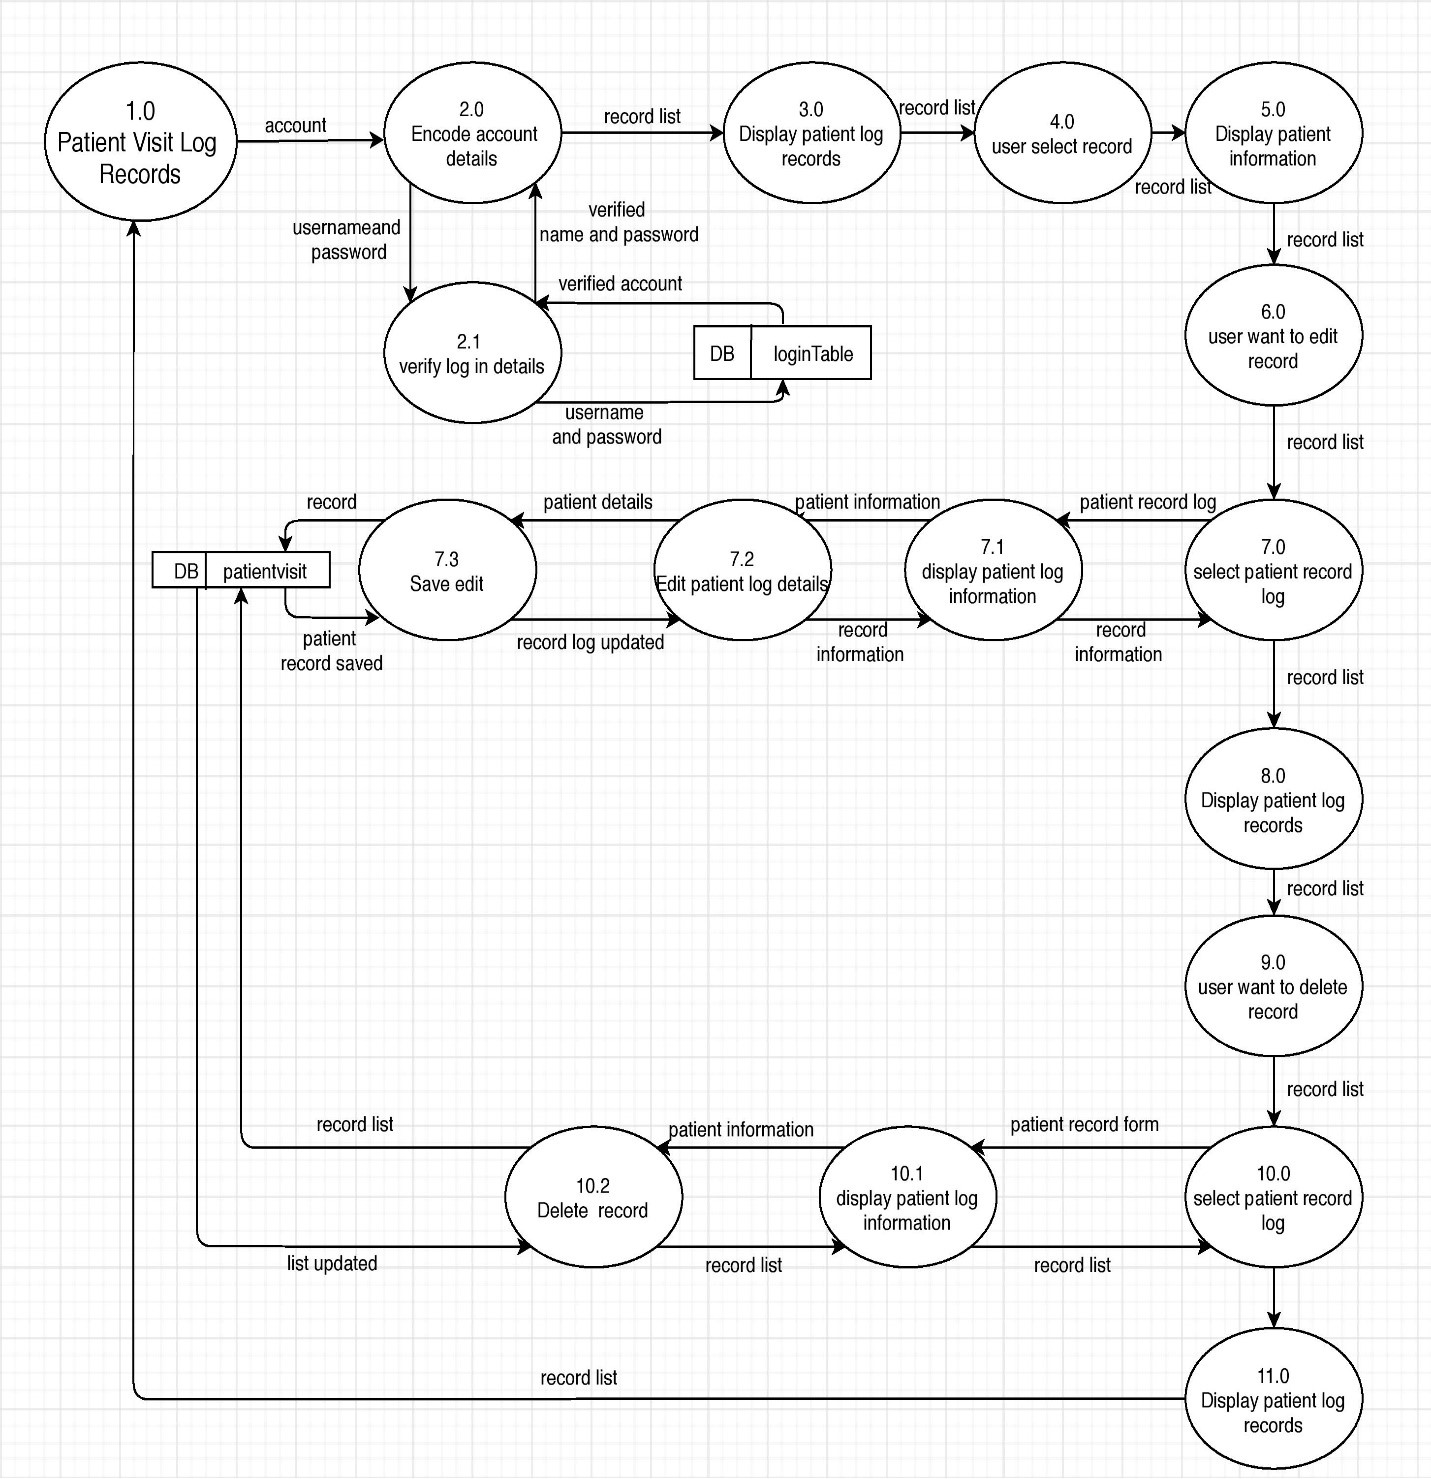 1.0
Patient Visit Log
Records
account
2.0
Encode account
details
record list
3.0
Display patient log
records
record list
4.0
user select record
record list
5.0
Display patient
information
usernameand
password
verified
name and password
verified account
record list
2.1
verify log in details
DB
loginTable
username
and password
6.0
user want to edit
record
record list
record
patient details
patient information
patient record log
DB
patientvisit
7.3
Save edit
7.2
Edit patient log details
7.1
display patient log
information
7.0
select patient record
log
patient
record saved
record log updated
record
information
record
information
record list
8.0
Display patient log
records
record list
9.0
user want to delete
record
record list
record list
patient information
patient record form
10.2
Delete record
10.1
display patient log
information
10.0
select patient record
log
list updated
record list
record list
record list
11.0
Display patient log
records